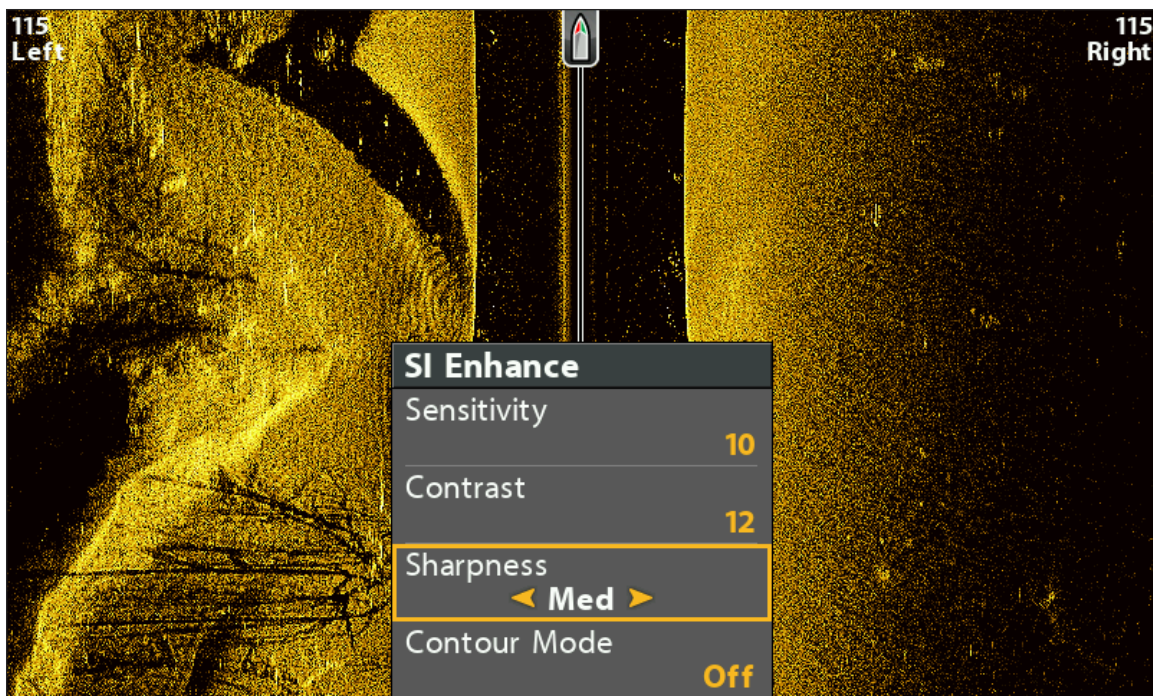 115
Left
115
Right
SI Enhance
Sensitivity
10
Contrast
12
Sharpness
Med
Contour Mode
Off